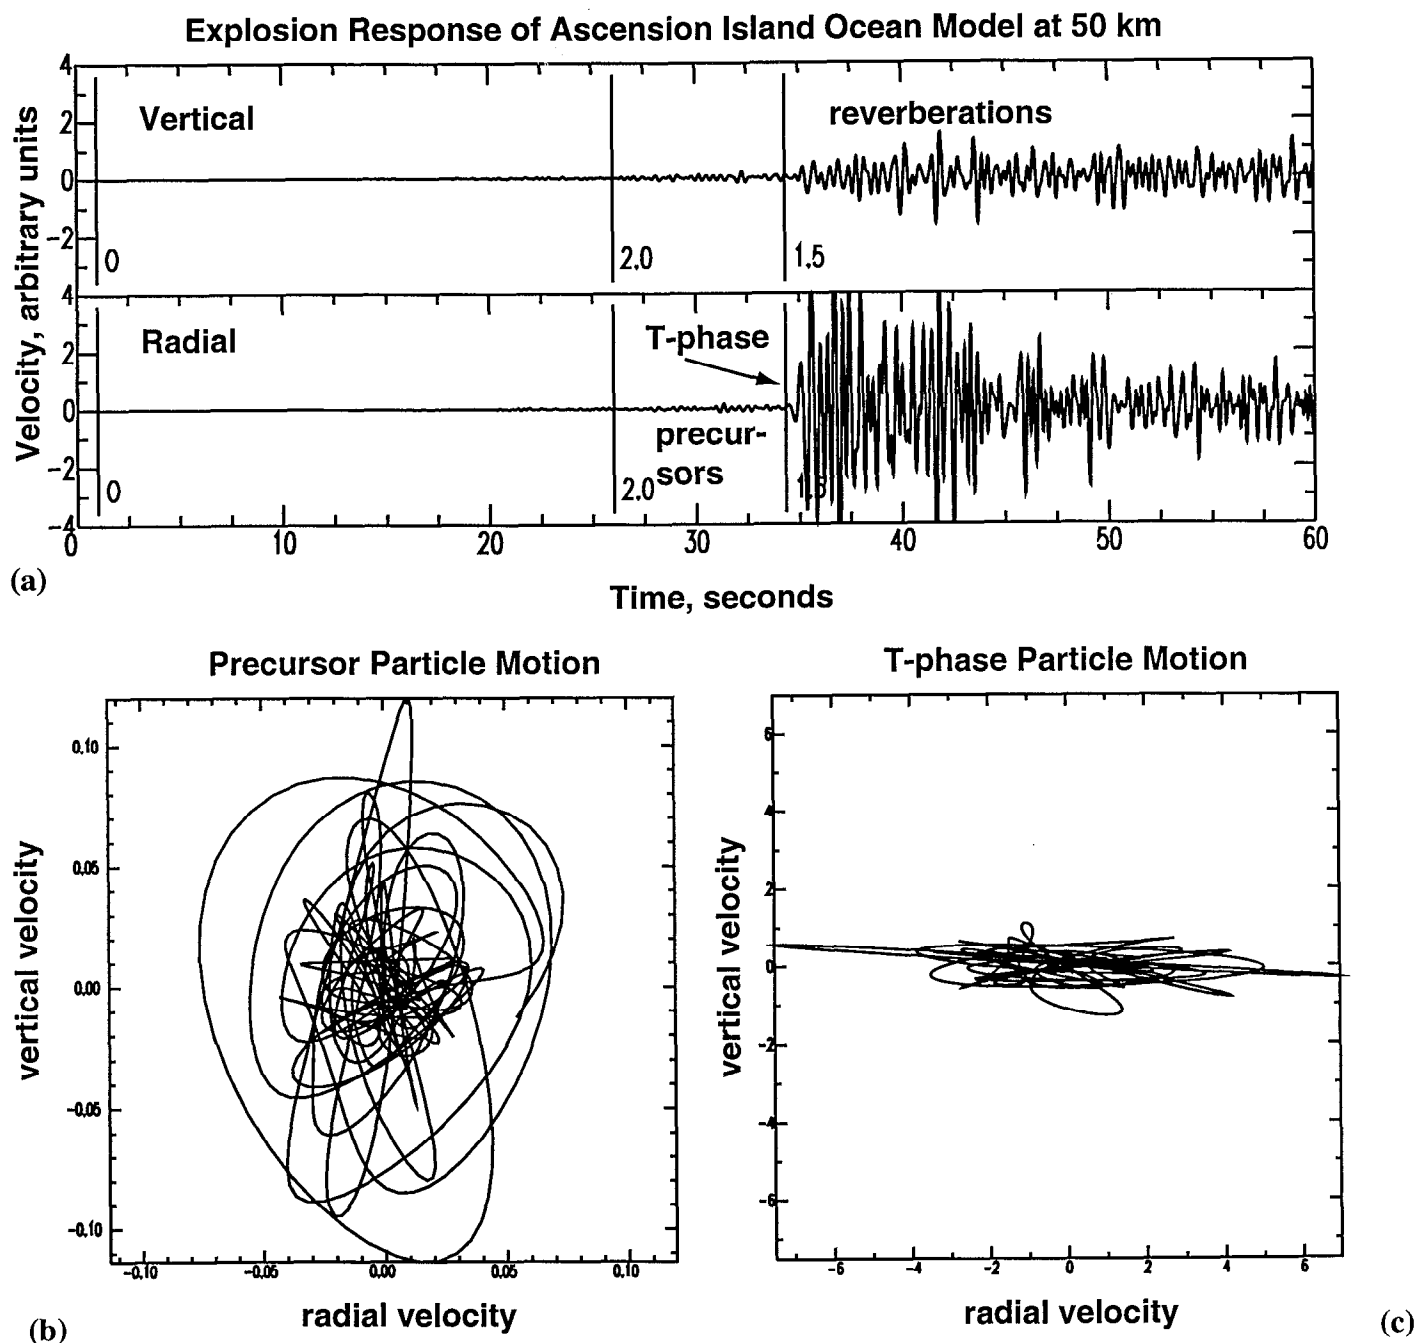 Explosion Response of Ascension Island Ocean Model at 50 km
Velocity, arbitrary units
4
2
0
-2
Vertical
reverberations
0
2.0
1.5
4
2
0
-2
-4
Radial
T-phase
precur-
sors
0
2.0
1.5
0
10
20
30
40
50
60
(a)
Time, seconds
Precursor Particle Motion
vertical velocity
0.10
0.05
0.00
-0.05
-0.10
-0.10
-0.05
0.00
0.05
0.10
radial velocity
(b)
T-phase Particle Motion
vertical velocity
6
4
2
0
-2
-4
-6
-6
-4
-2
0
2
4
6
radial velocity
(c)